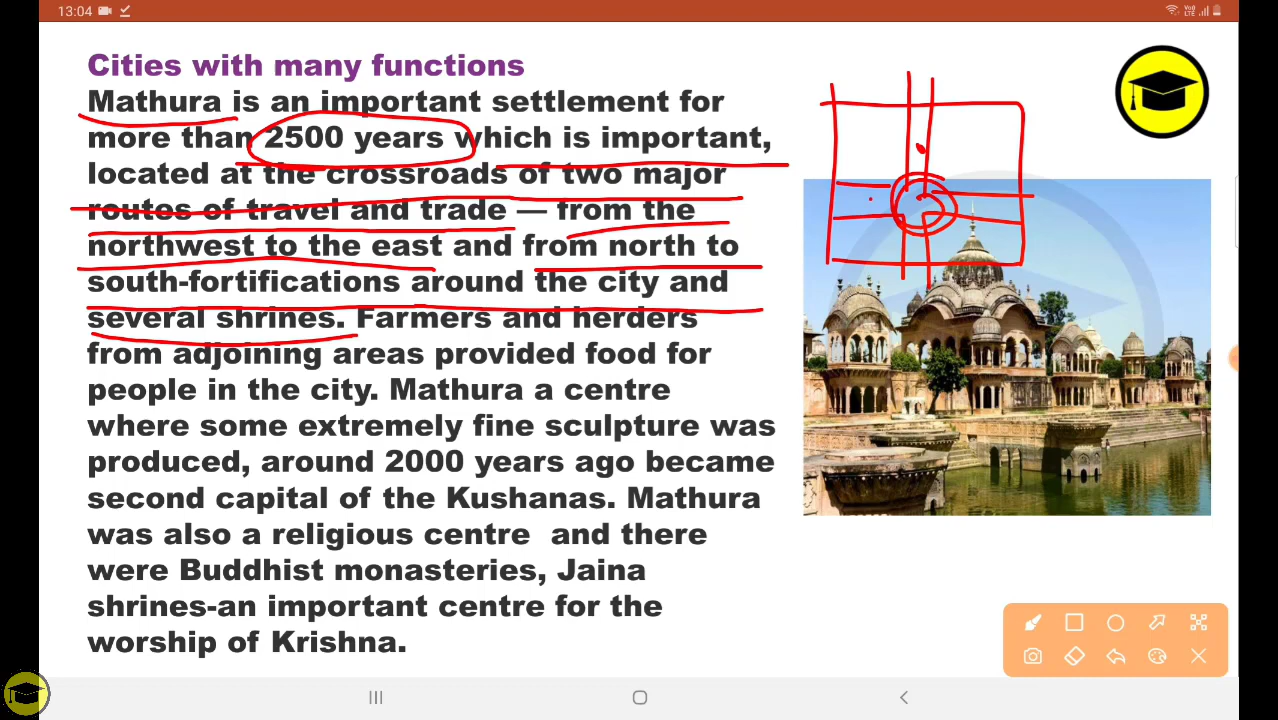 13:04
Vo)
LTE
Cities with many functions
Mathura is an important settlement for
more than 2500 years which is important,
located at the crossroads of two major
routes of travel and trade — from the
northwest to the east and from north to
south-fortifications around the city and
several shrines. Farmers and herders
from adjoining areas provided food for
people in the city. Mathura a centre
where some extremely fine sculpture was
produced, around 2000 years ago became
second capital of the Kushanas. Mathura
was also a religious centre  and there
were Buddhist monasteries, Jaina
shrines-an important centre for the
worship of Krishna.